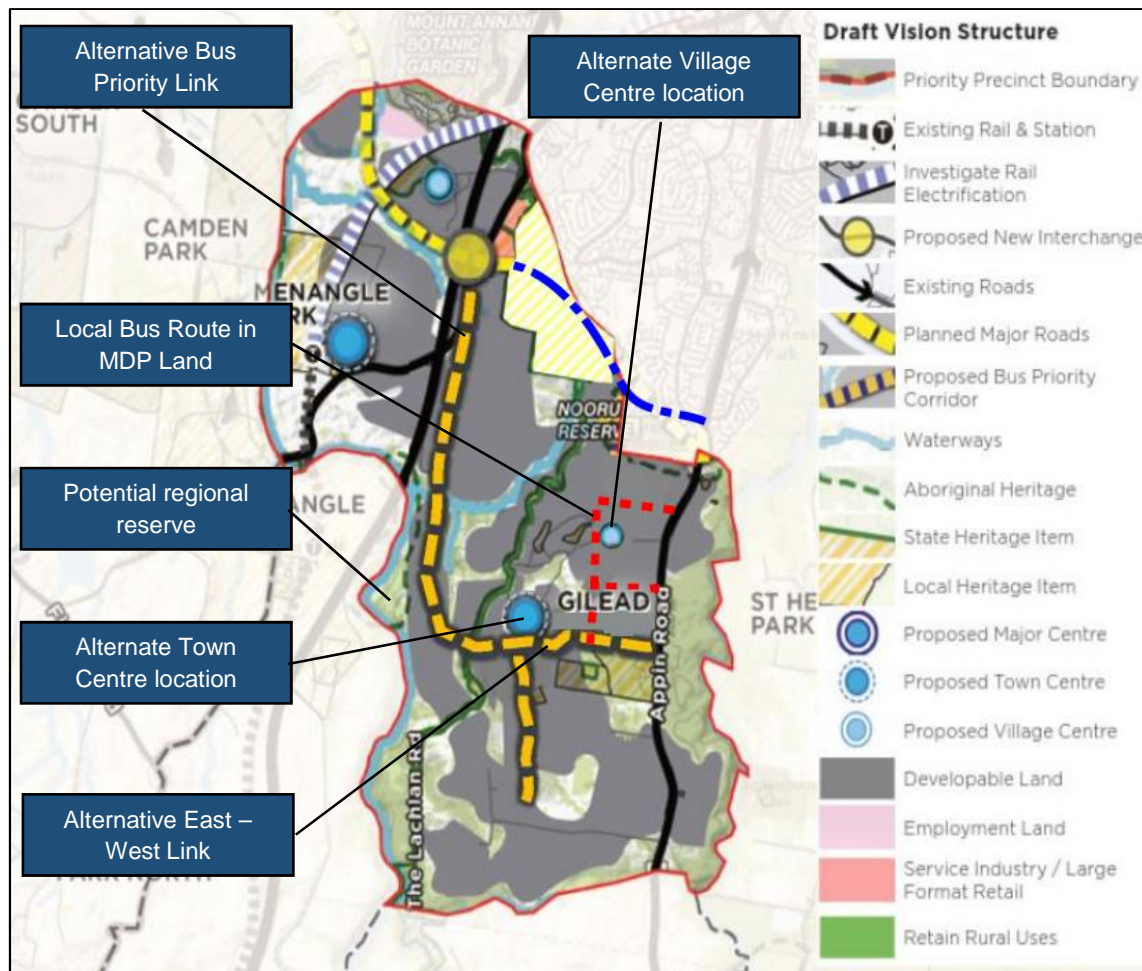 Alternative Bus
Priority Link
Alternate Village
Centre location
Local Bus Route in
MDP Land
Potential regional
reserve
Alternate Town
Centre location
Alternative East –
West Link
MOUNT ANNAN
BOTANIC
GARDEN
CAMDEN
SOUTH
CAMDEN
PARK
MENANGLE
PARK
T
NOORU
RESERV
ANGLE
T
GILEAD
Appin Road
ST HE
PARK
The Lachlan Rd
PARK NORTH
Draft Vision Structure
Priority Precinct Boundary
T
Existing Rail & Station
Investigate Rail
Electrification
Proposed New Interchange
Existing Roads
Planned Major Roads
Proposed Bus Priority
Corridor
Waterways
Aboriginal Heritage
State Heritage Item
Local Heritage Item
Proposed Major Centre
Proposed Town Centre
Proposed Village Centre
Developable Land
Employment Land
Service Industry / Large
Format Retail
Retain Rural Uses